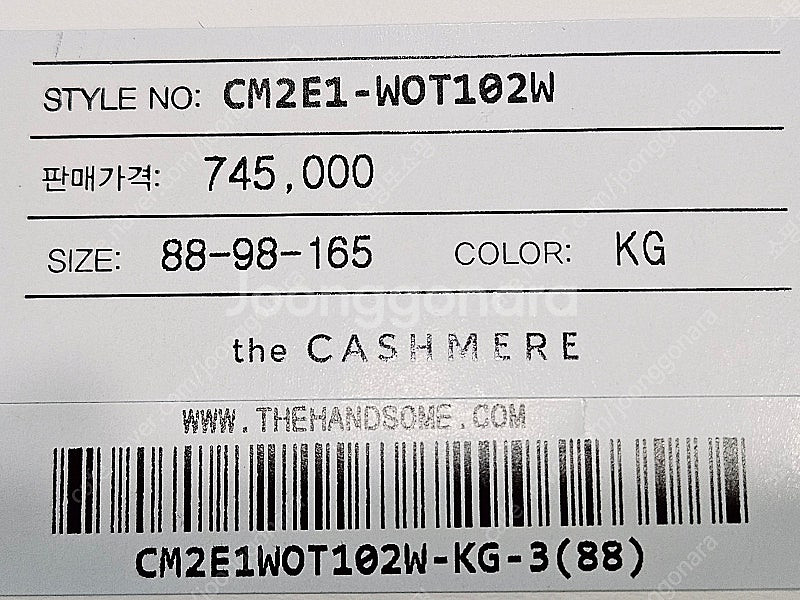 STYLE NO: CM2E1-WOT102W
판매가격: 745,000
SIZE: 88-98-165 COLOR: KG
Joonggonara
the CASHMERE
WWW.THEHANDSOME.COM
CM2E1WOT102W-KG-3(88)